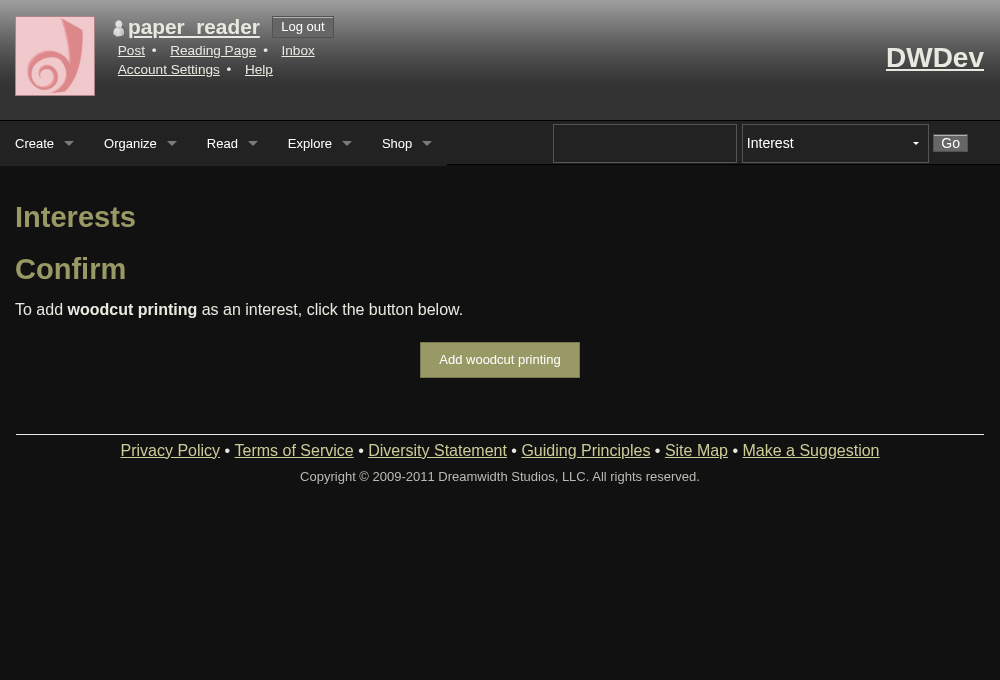 paper_reader Log out
Post • Reading Page • Inbox
Account Settings • Help
DWDev
Create Organize Read Explore Shop Interest Go
Interests
Confirm
To add woodcut printing as an interest, click the button below.
Add woodcut printing
Privacy Policy • Terms of Service • Diversity Statement • Guiding Principles • Site Map • Make a Suggestion
Copyright © 2009-2011 Dreamwidth Studios, LLC. All rights reserved.